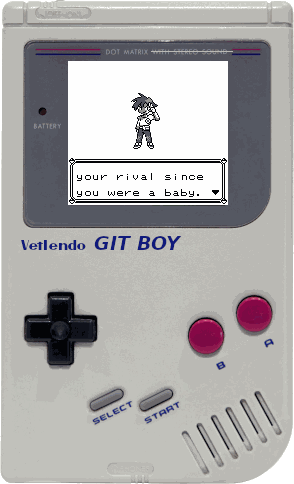 DOT MATRIX WITH STEREO SOUND
BATTERY
your rival since
you were a baby.
Vetlendo GIT BOY
B A
SELECT START